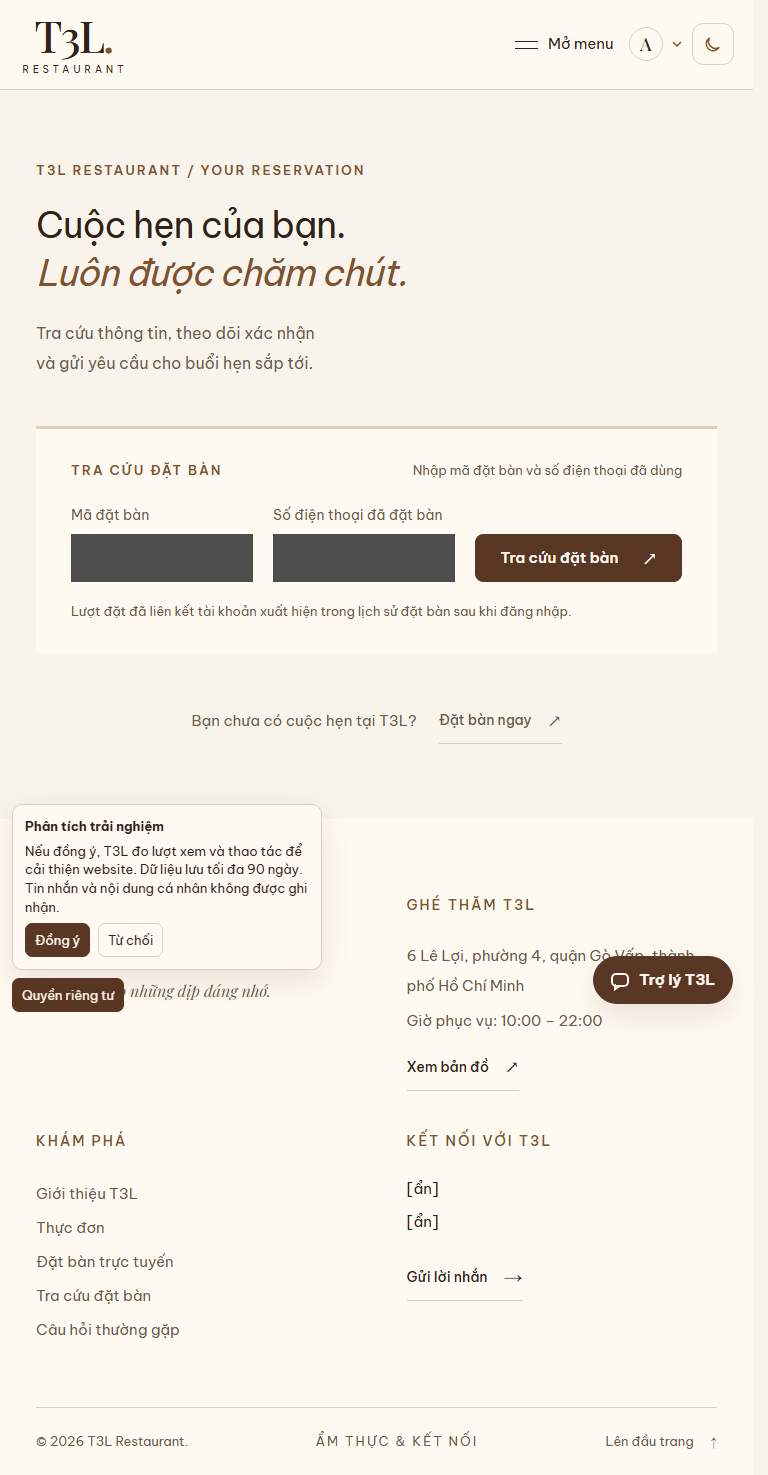 T3L.
RESTAURANT
Mở menu
A
T3L RESTAURANT / YOUR RESERVATION
Cuộc hẹn của bạn.
Luôn được chăm chút.
Tra cứu thông tin, theo dõi xác nhận
và gửi yêu cầu cho buổi hẹn sắp tới.
TRA CỨU ĐẶT BÀN
Nhập mã đặt bàn và số điện thoại đã dùng
Mã đặt bàn
Số điện thoại đã đặt bàn
Tra cứu đặt bàn ↗
Lượt đặt đã liên kết tài khoản xuất hiện trong lịch sử đặt bàn sau khi đăng nhập.
Bạn chưa có cuộc hẹn tại T3L?
Đặt bàn ngay ↗
Phân tích trải nghiệm
Nếu đồng ý, T3L đo lượt xem và thao tác để
cải thiện website. Dữ liệu lưu tối đa 90 ngày.
Tin nhắn và nội dung cá nhân không được ghi
nhận.
Đồng ý
Từ chối
Quyền riêng tư
những dịp đáng nhớ.
GHÉ THĂM T3L
6 Lê Lợi, phường 4, quận Gò Vấp, thành
phố Hồ Chí Minh
Trợ lý T3L
Giờ phục vụ: 10:00 – 22:00
Xem bản đồ ↗
KHÁM PHÁ
Giới thiệu T3L
Thực đơn
Đặt bàn trực tuyến
Tra cứu đặt bàn
Câu hỏi thường gặp
KẾT NỐI VỚI T3L
[ẩn]
[ẩn]
Gửi lời nhắn →
© 2026 T3L Restaurant.
ẨM THỰC & KẾT NỐI
Lên đầu trang ↑